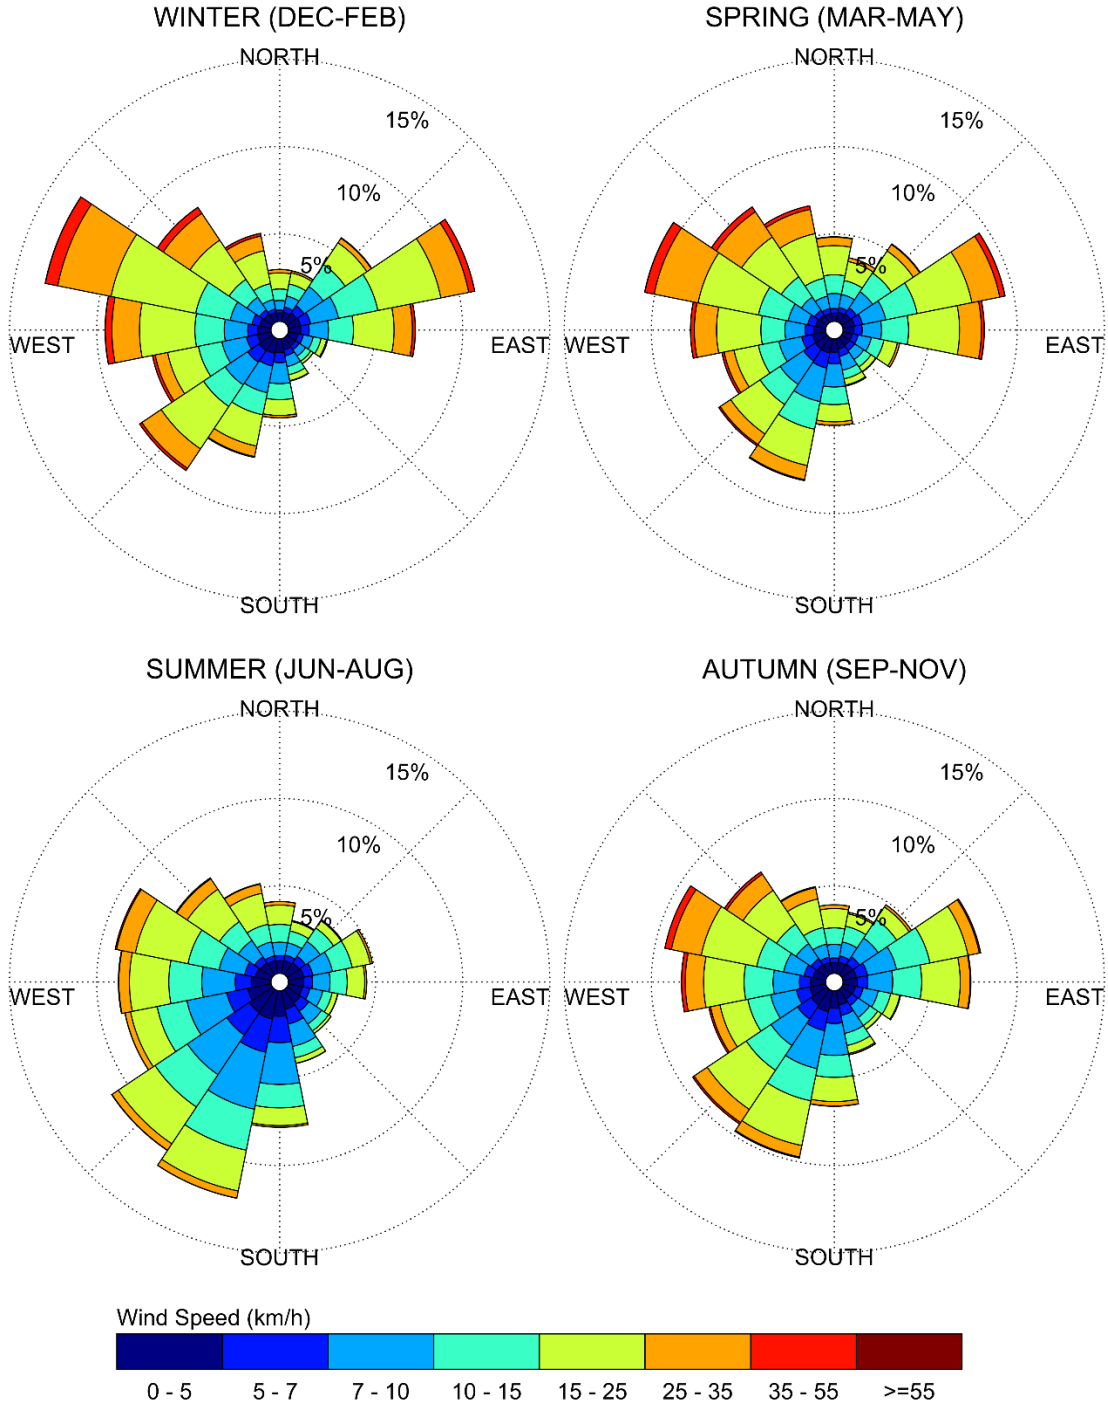 WINTER (DEC-FEB)
NORTH
15%
10%
5%
WEST
EAST
SOUTH
SPRING (MAR-MAY)
NORTH
15%
10%
5%
WEST
EAST
SOUTH
SUMMER (JUN-AUG)
NORTH
15%
10%
5%
WEST
EAST
SOUTH
AUTUMN (SEP-NOV)
NORTH
15%
10%
5%
WEST
EAST
SOUTH
Wind Speed (km/h)
0 - 5 5 - 7 7 - 10 10 - 15 15 - 25 25 - 35 35 - 55 >=55